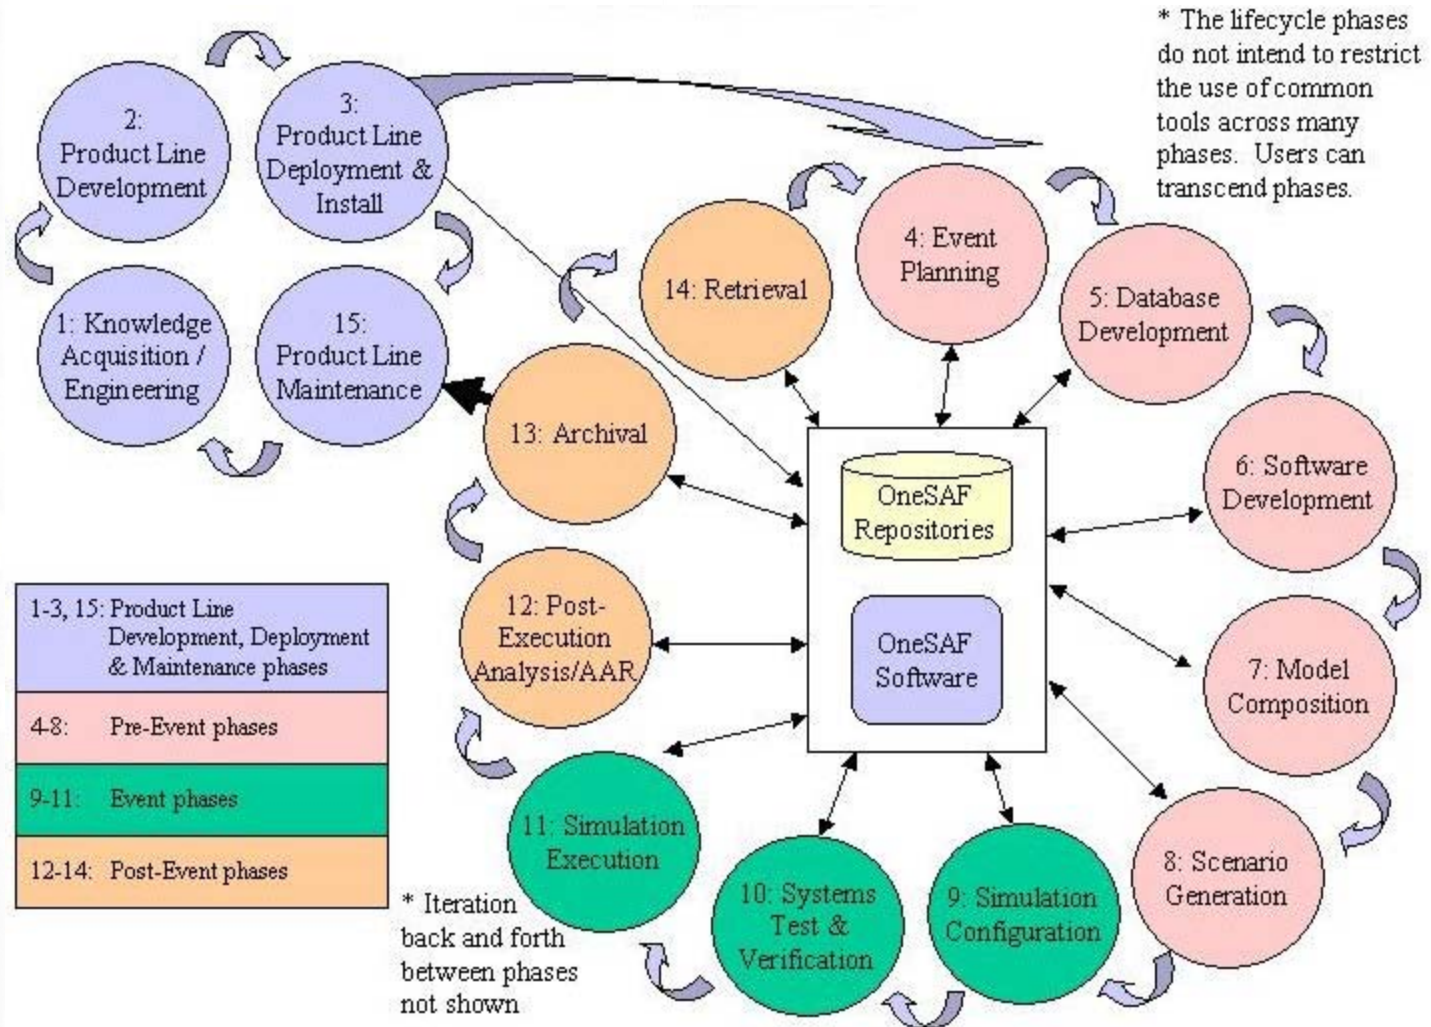 * The lifecycle phases
do not intend to restrict
the use of common
tools across many
phases. Users can
transcend phases.
2:
Product Line
Development
3:
Product Line
Deployment &
Install
1: Knowledge
Acquisition /
Engineering
15:
Product Line
Maintenance
14: Retrieval
4: Event
Planning
5: Database
Development
13: Archival
6: Software
Development
OneSAF
Repositories
OneSAF
Software
12: Post-
Execution
Analysis/AAR
7: Model
Composition
11: Simulation
Execution
10: Systems
Test &
Verification
9: Simulation
Configuration
8: Scenario
Generation
1-3, 15: Product Line
Development, Deployment
& Maintenance phases
4-8: Pre-Event phases
9-11: Event phases
12-14: Post-Event phases
* Iteration
back and forth
between phases
not shown